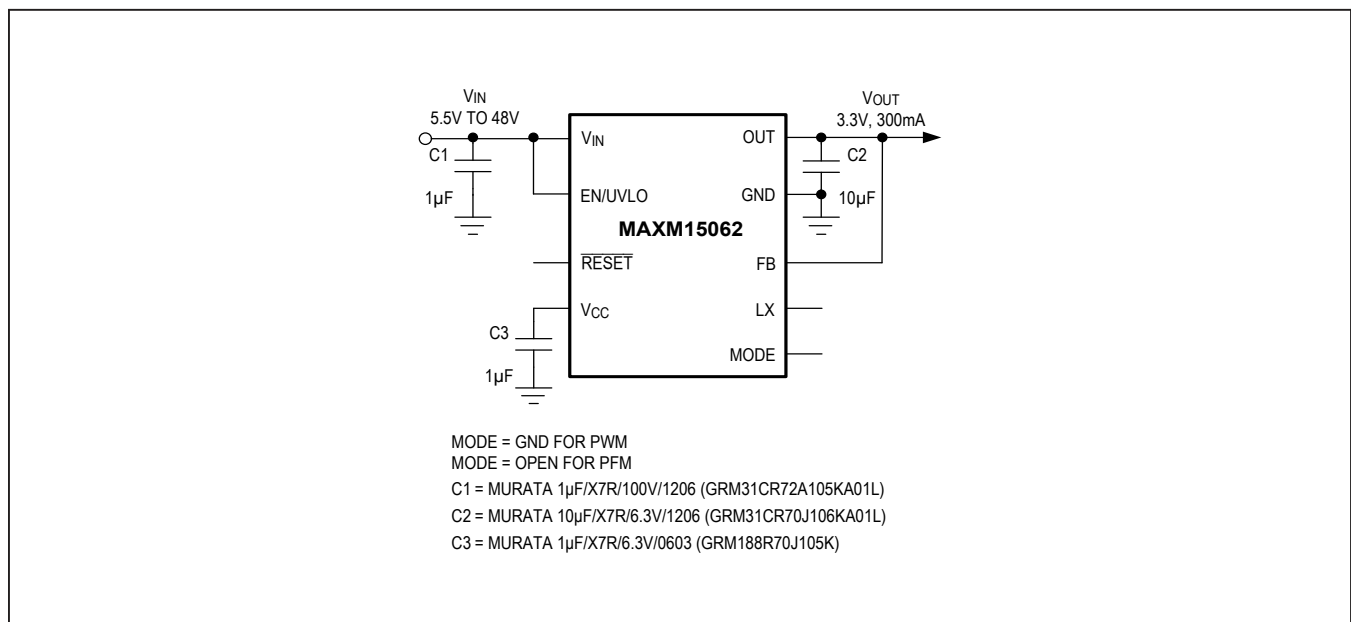 VIN
5.5V TO 48V
C1
1µF
VIN
EN/UVLO
RESET
VCC
C3
1µF
MAXM15062
OUT
GND
FB
LX
MODE
VOUT
3.3V, 300mA
C2
10µF
MODE = GND FOR PWM
MODE = OPEN FOR PFM
C1 = MURATA 1µF/X7R/100V/1206 (GRM31CR72A105KA01L)
C2 = MURATA 10µF/X7R/6.3V/1206 (GRM31CR70J106KA01L)
C3 = MURATA 1µF/X7R/6.3V/0603 (GRM188R70J105K)